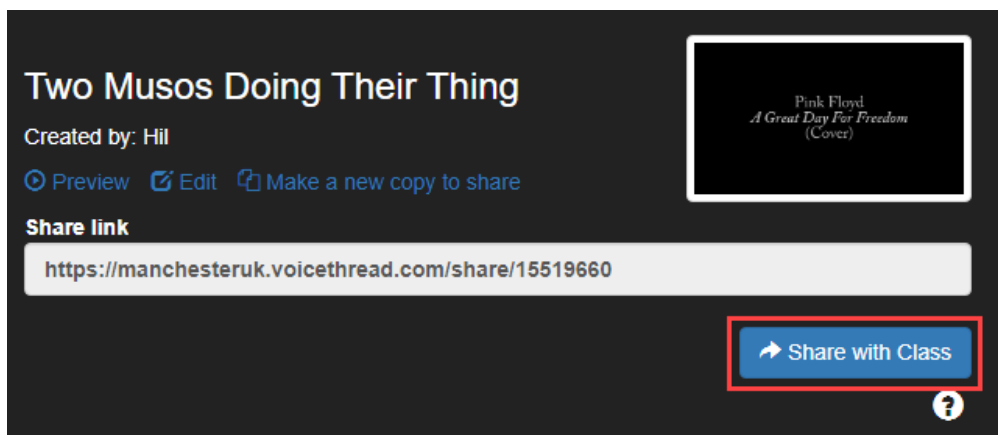 Two Musos Doing Their Thing
Created by: Hil
Preview Edit Make a new copy to share
Pink Floyd
A Great Day For Freedom
(Cover)
Share link
https://manchesteruk.voicethread.com/share/15519660
Share with Class
?